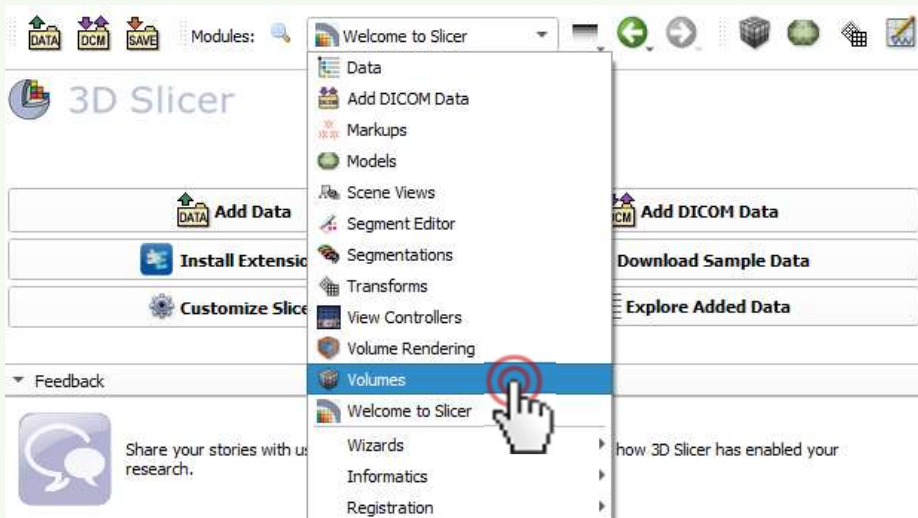 DATA DCM SAVE Modules: Welcome to Slicer
3D Slicer
Data
Add DICOM Data
Markups
Models
Scene Views
Segment Editor
Segmentations
Transforms
View Controllers
Volume Rendering
Volumes
Welcome to Slicer
Wizards
Informatics
Registration
DATA Add Data
CM Add DICOM Data
Install Extensio
Download Sample Data
Customize Slice
Explore Added Data
Feedback
Share your stories with us
how 3D Slicer has enabled your
research.